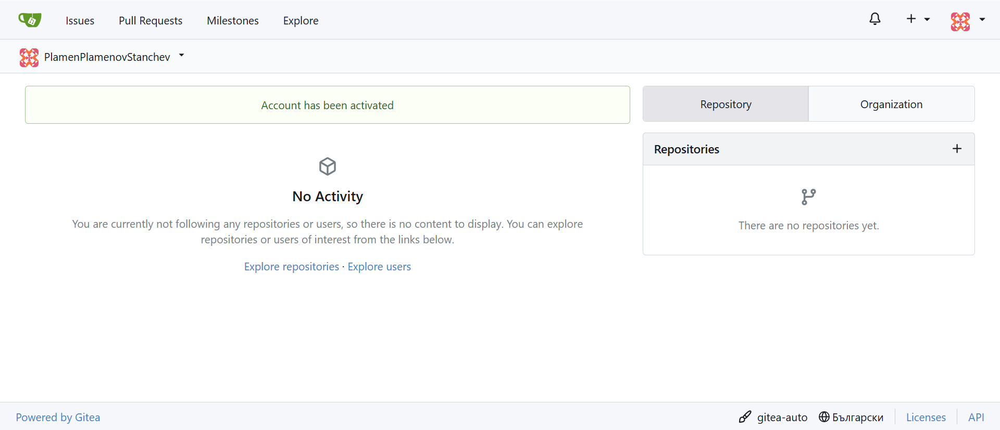 Issues
Pull Requests
Milestones
Explore
PlamenPlamenovStanchev
Account has been activated
Repository
Organization
Repositories
There are no repositories yet.
No Activity
You are currently not following any repositories or users, so there is no content to display. You can explore
repositories or users of interest from the links below.
Explore repositories · Explore users
Powered by Gitea
gitea-auto
Български
Licenses
API